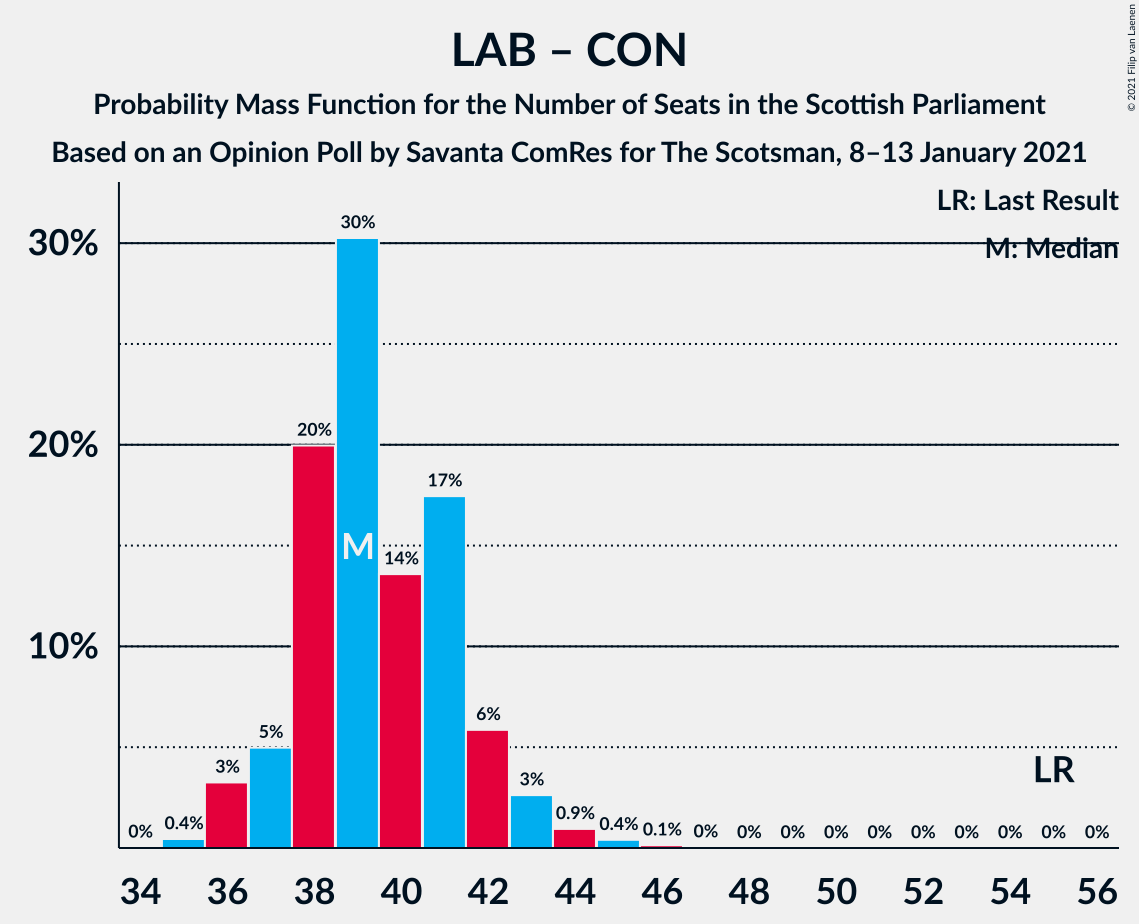 LAB – CON
Probability Mass Function for the Number of Seats in the Scottish Parliament
Based on an Opinion Poll by Savanta ComRes for The Scotsman, 8–13 January 2021
© 2021 Filip van Laenen
LR: Last Result
M: Median
30%
20%
10%
0%
0.4%
3%
5%
20%
30%
14%
17%
6%
3%
0.9%
0.4%
0.1%
0%
0%
0%
0%
0%
0%
0%
0%
0%
0%
M
LR
34 36 38 40 42 44 46 48 50 52 54 56